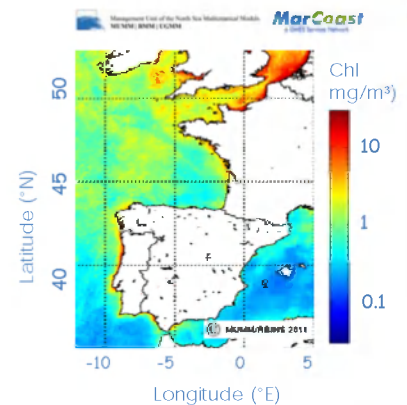 Management Unit of the North Sea Mathematical Models
MUMM | BMM | UGMM
MarCoast
a GMES Service Network
Chl
mg/m³)
10
1
0.1
50
45
40
Latitude (°N)
-10
-5
0
5
Longitude (°E)
MUMM/RBINS 2011